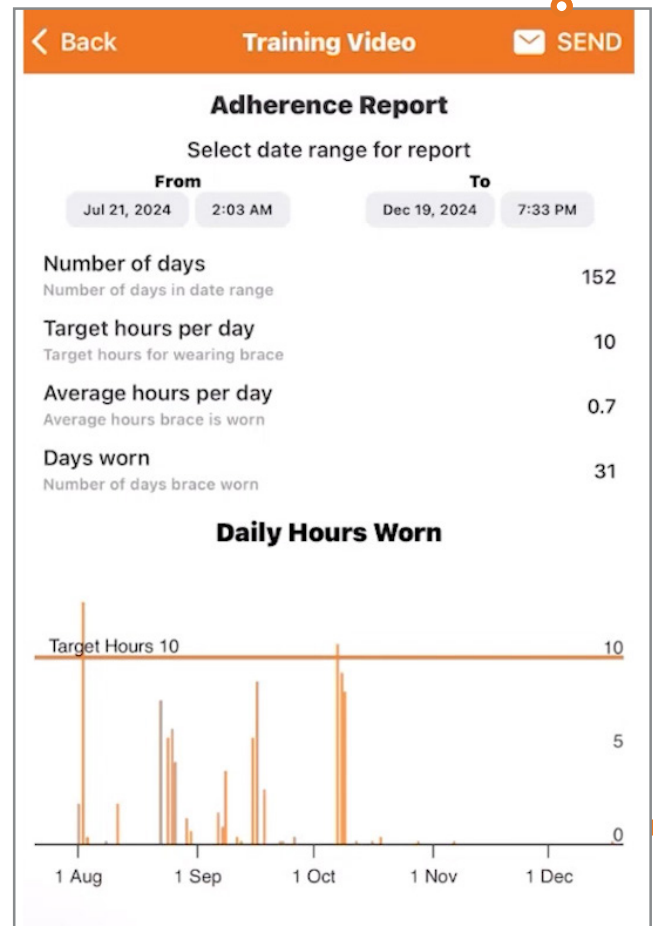 Back Training Video SEND
Adherence Report
Select date range for report
From To
Jul 21, 2024 2:03 AM Dec 19, 2024 7:33 PM
Number of days
Number of days in date range
152
Target hours per day
Target hours for wearing brace
10
Average hours per day
Average hours brace is worn
0.7
Days worn
Number of days brace worn
31
Daily Hours Worn
Target Hours 10 10
5
0
1 Aug 1 Sep 1 Oct 1 Nov 1 Dec